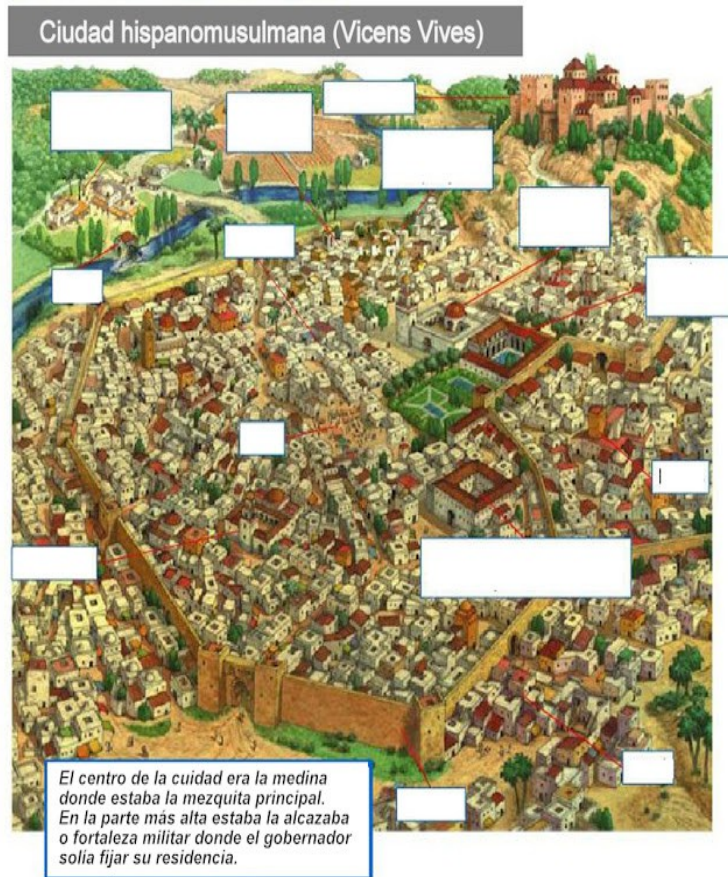 Ciudad hispanomusulmana (Vicens Vives)
El centro de la cuidad era la medina
donde estaba la mezquita principal.
En la parte más alta estaba la alcazaba
o fortaleza militar donde el gobernador
solía fijar su residencia.